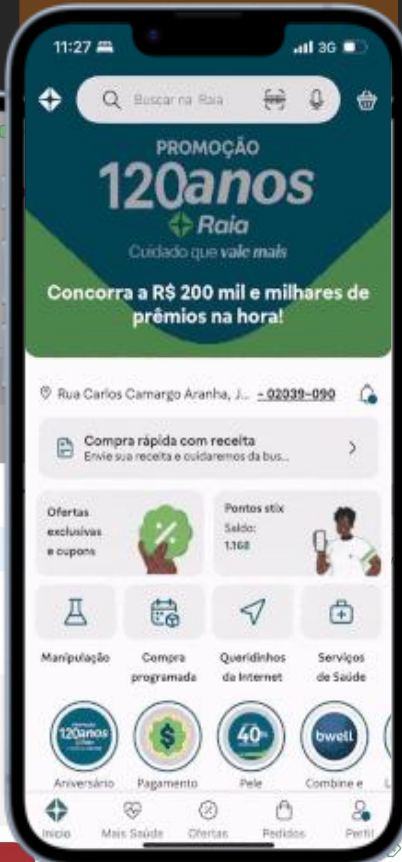 11:27
3G
Buscar na Raia
PROMOÇÃO
120anos
Raia
Cuidado que vale mais
Concorra a R$ 200 mil e milhares de
prêmios na hora!
Rua Carlos Camargo Aranha, J... - 02039-090
Compra rápida com receita
Envie sua receita e cuidaremos da bus...
Ofertas
exclusivas
e cupons
Pontos stix
Saldo:
1.168
Manipulação
Compra
programada
Queridinhos
da Internet
Serviços
de Saúde
120anos
Raia
40%
bwell
Aniversário
Pagamento
Pele
Combine e
Início
Mais Saúde
Ofertas
Pedidos
Perfil